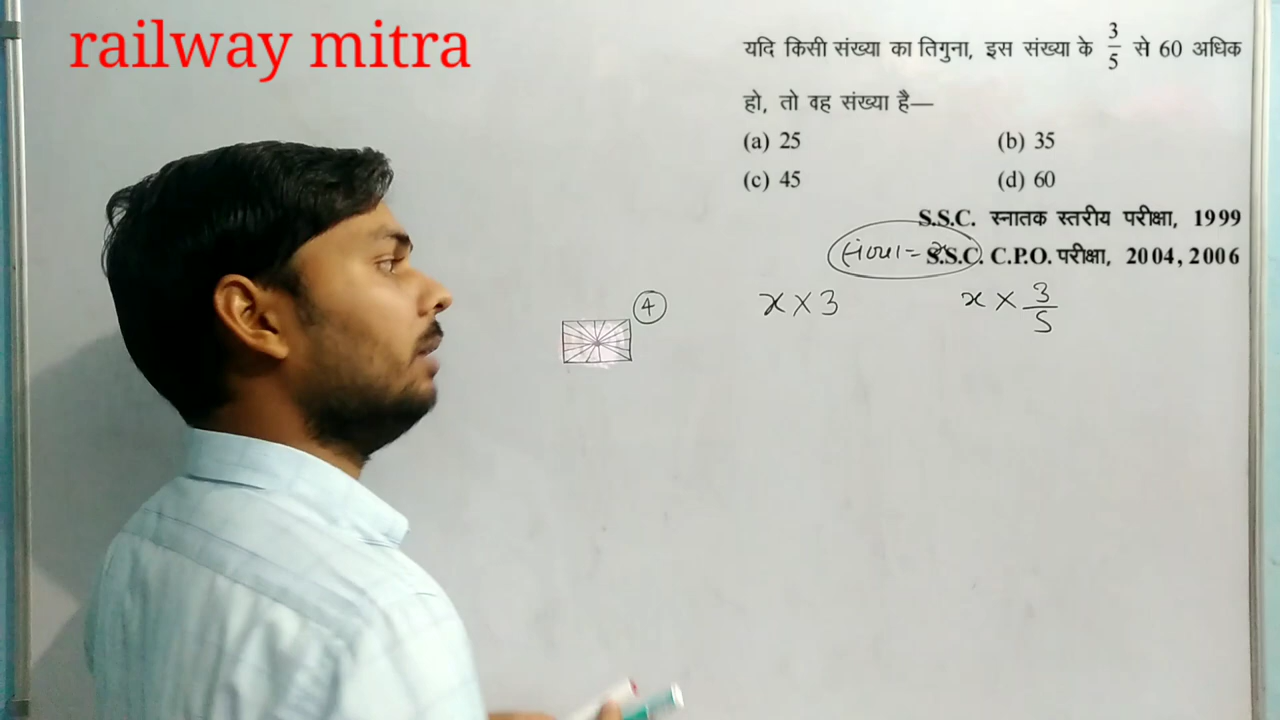 railway mitra
यदि किसी संख्या का तिगुना, इस संख्या के 3/5 से 60 अधिक
हो, तो वह संख्या है—
(a) 25 (b) 35
(c) 45 (d) 60
S.S.C. स्नातक स्तरीय परीक्षा, 1999
S.S.C. C.P.O. परीक्षा, 2004, 2006
4
x × 3 x × 3/5